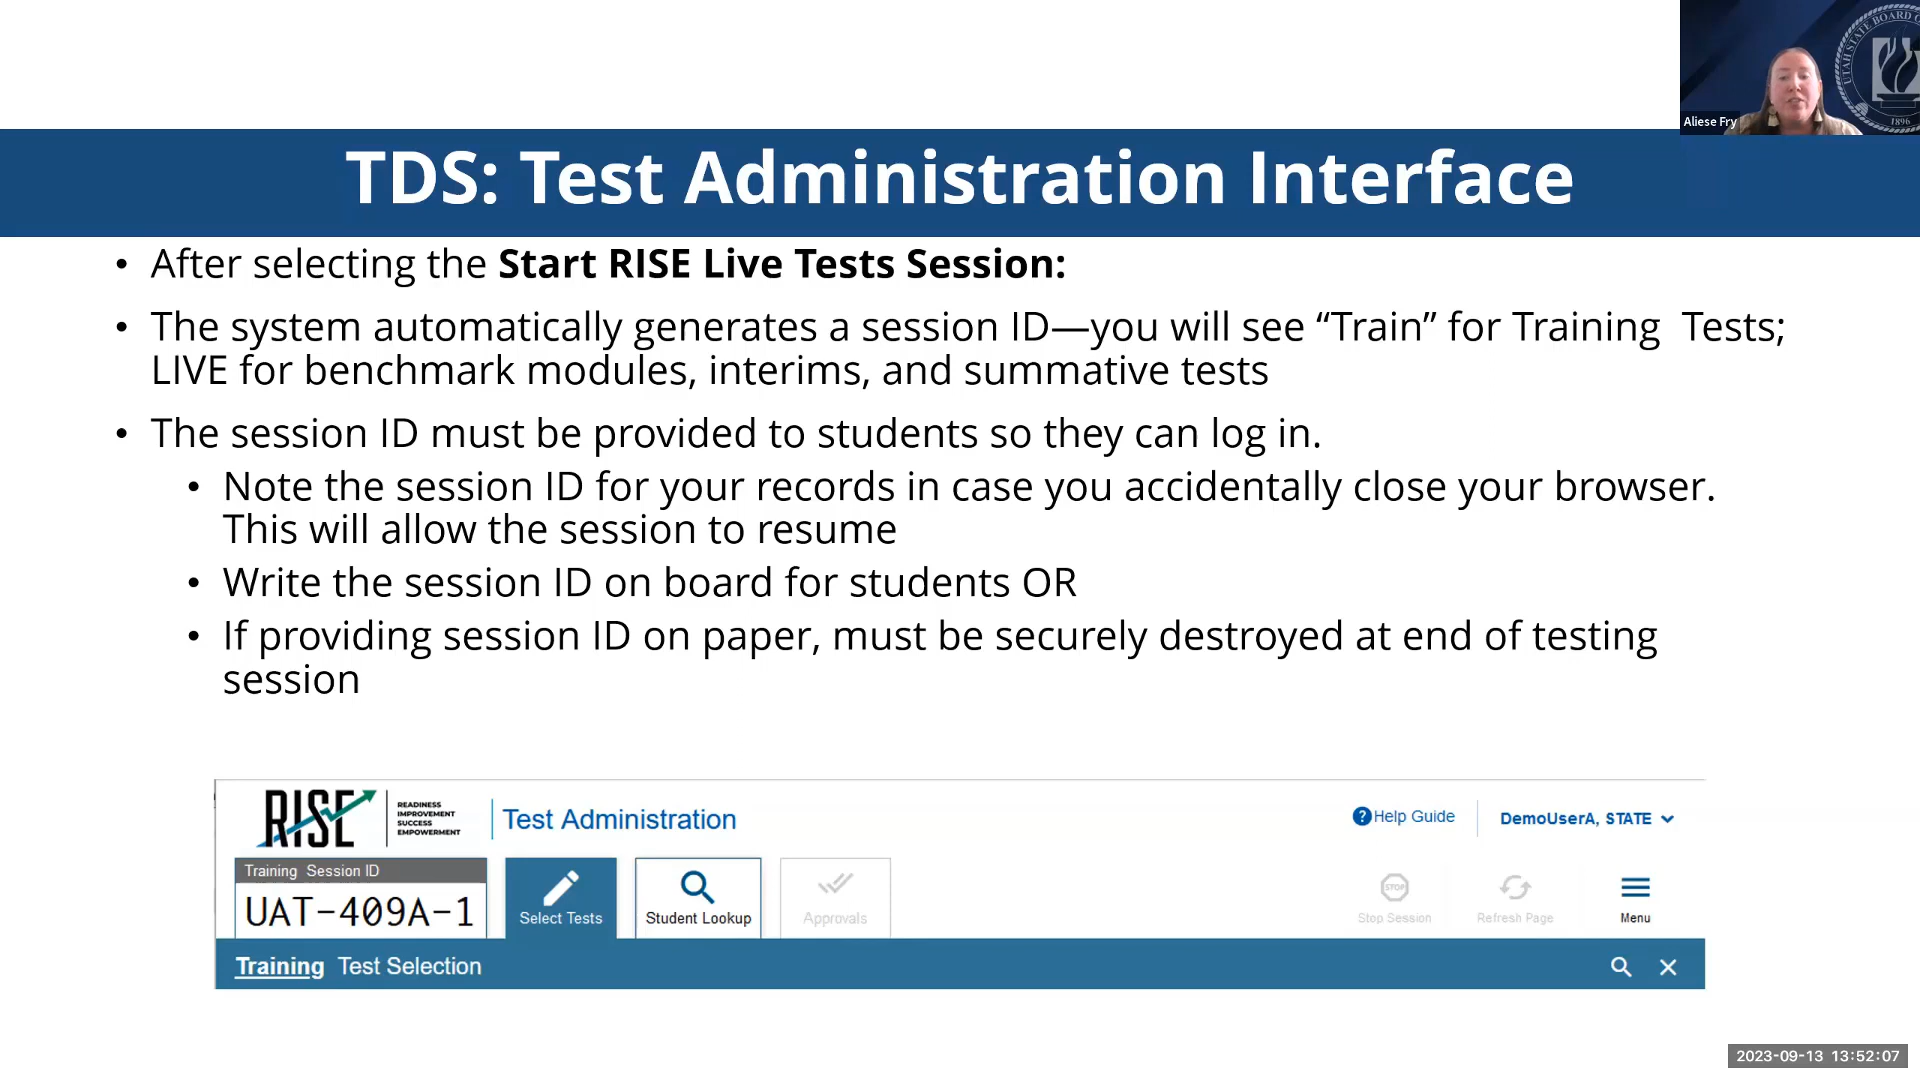 Aliese Fry
UTAH STATE BOARD
1896
TDS: Test Administration Interface
• After selecting the Start RISE Live Tests Session:
• The system automatically generates a session ID—you will see “Train” for Training Tests;
LIVE for benchmark modules, interims, and summative tests
• The session ID must be provided to students so they can log in.
• Note the session ID for your records in case you accidentally close your browser.
This will allow the session to resume
• Write the session ID on board for students OR
• If providing session ID on paper, must be securely destroyed at end of testing
session
RISE
READINESS
IMPROVEMENT
SUCCESS
EMPOWERMENT
Test Administration
Help Guide
DemoUserA, STATE
Training Session ID
UAT-409A-1
Select Tests
Student Lookup
Approvals
STOP
Stop Session
Refresh Page
Menu
Training Test Selection
2023-09-13 13:52:07